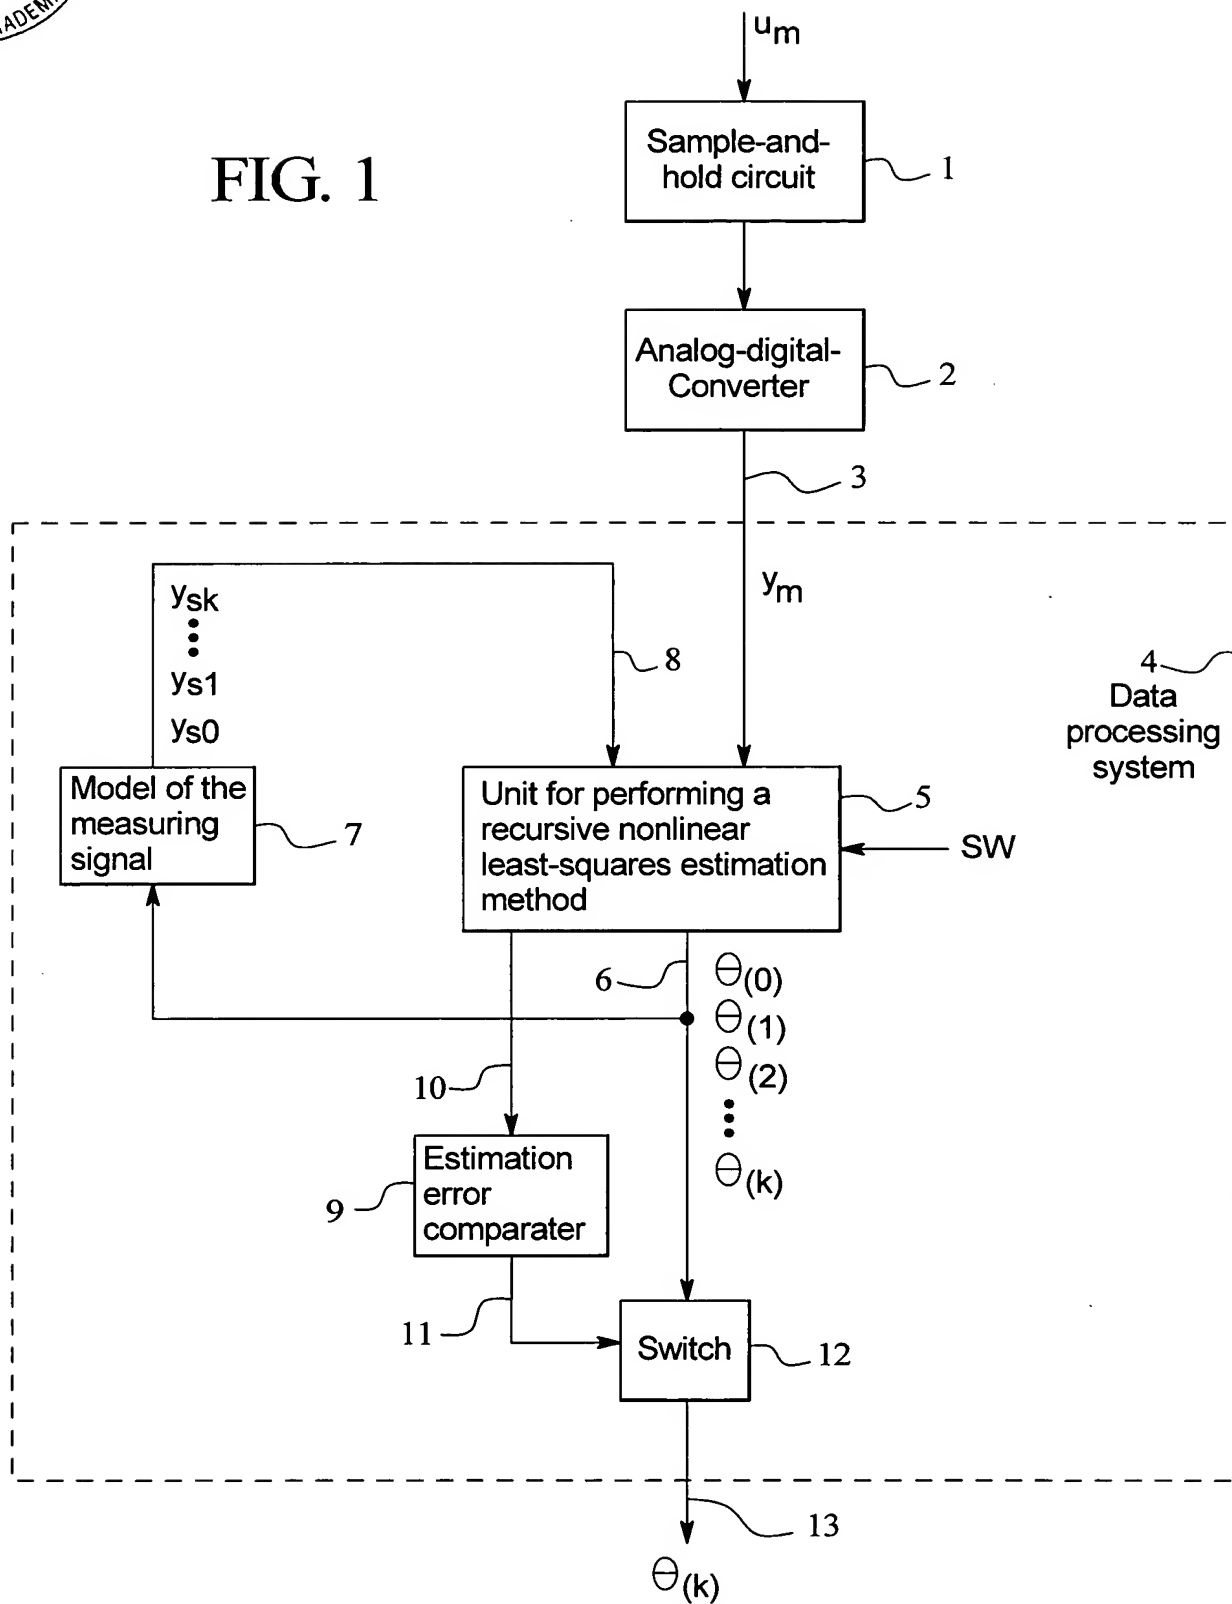 u_m
FIG. 1
Sample-and-
hold circuit
1
Analog-digital-
Converter
2
3
y_sk
y_m
8
4
y_s1
Data
processing
system
y_s0
Model of the
measuring
signal
7
Unit for performing a
recursive nonlinear
least-squares estimation
method
5
SW
6
Θ(0)
Θ(1)
Θ(2)
10
Θ(k)
Estimation
error
comparater
9
11
Switch
12
13
Θ(k)